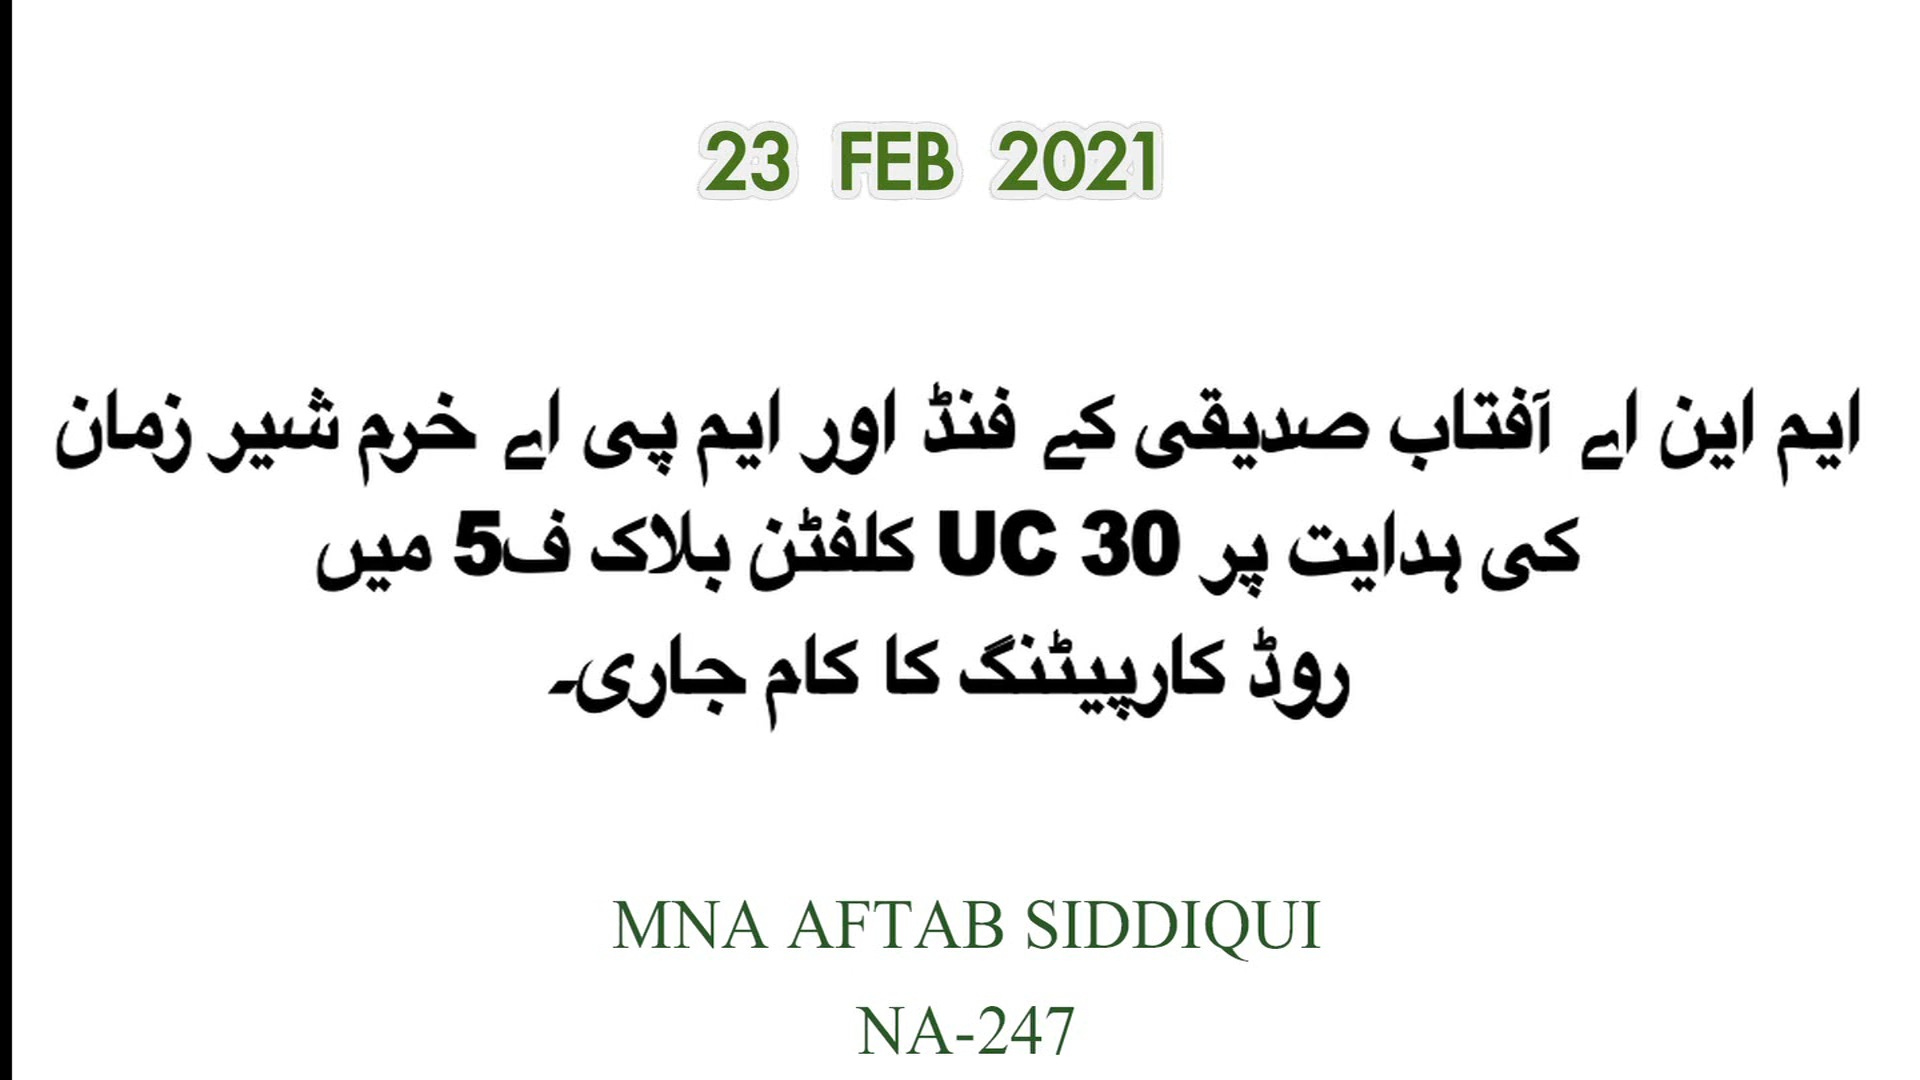 23 FEB 2021
ایم این اے آفتاب صدیقی کے فنڈ اور ایم پی اے خرم شیر زمان
کی ہدایت پر UC 30 کلفٹن بلاک ف5 میں
روڈ کارپیٹنگ کا کام جاری۔
MNA AFTAB SIDDIQUI
NA-247